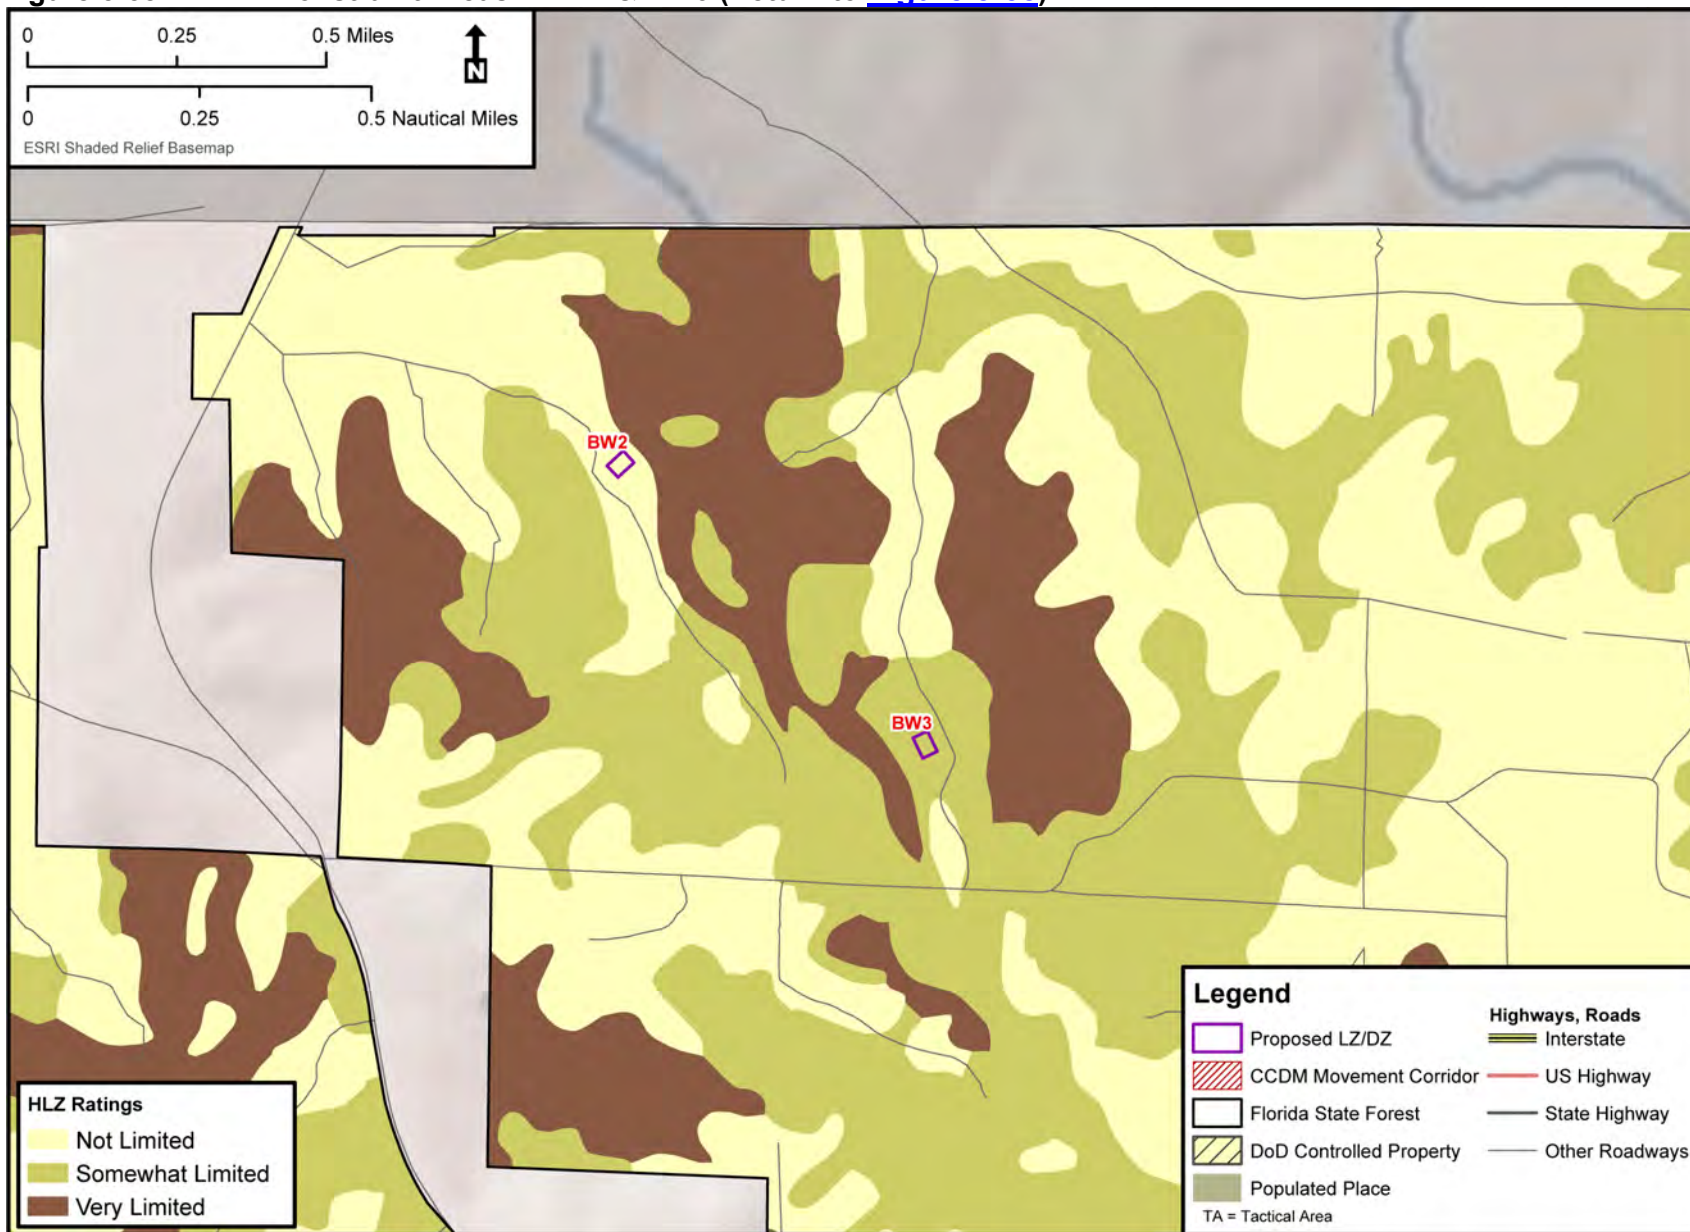 0 0.25 0.5 Miles
N
0 0.25 0.5 Nautical Miles
ESRI Shaded Relief Basemap
BW2
BW3
HLZ Ratings
Not Limited
Somewhat Limited
Very Limited
Legend
Proposed LZ/DZ
CCDM Movement Corridor
Florida State Forest
DoD Controlled Property
Populated Place
TA = Tactical Area
Highways, Roads
Interstate
US Highway
State Highway
Other Roadways